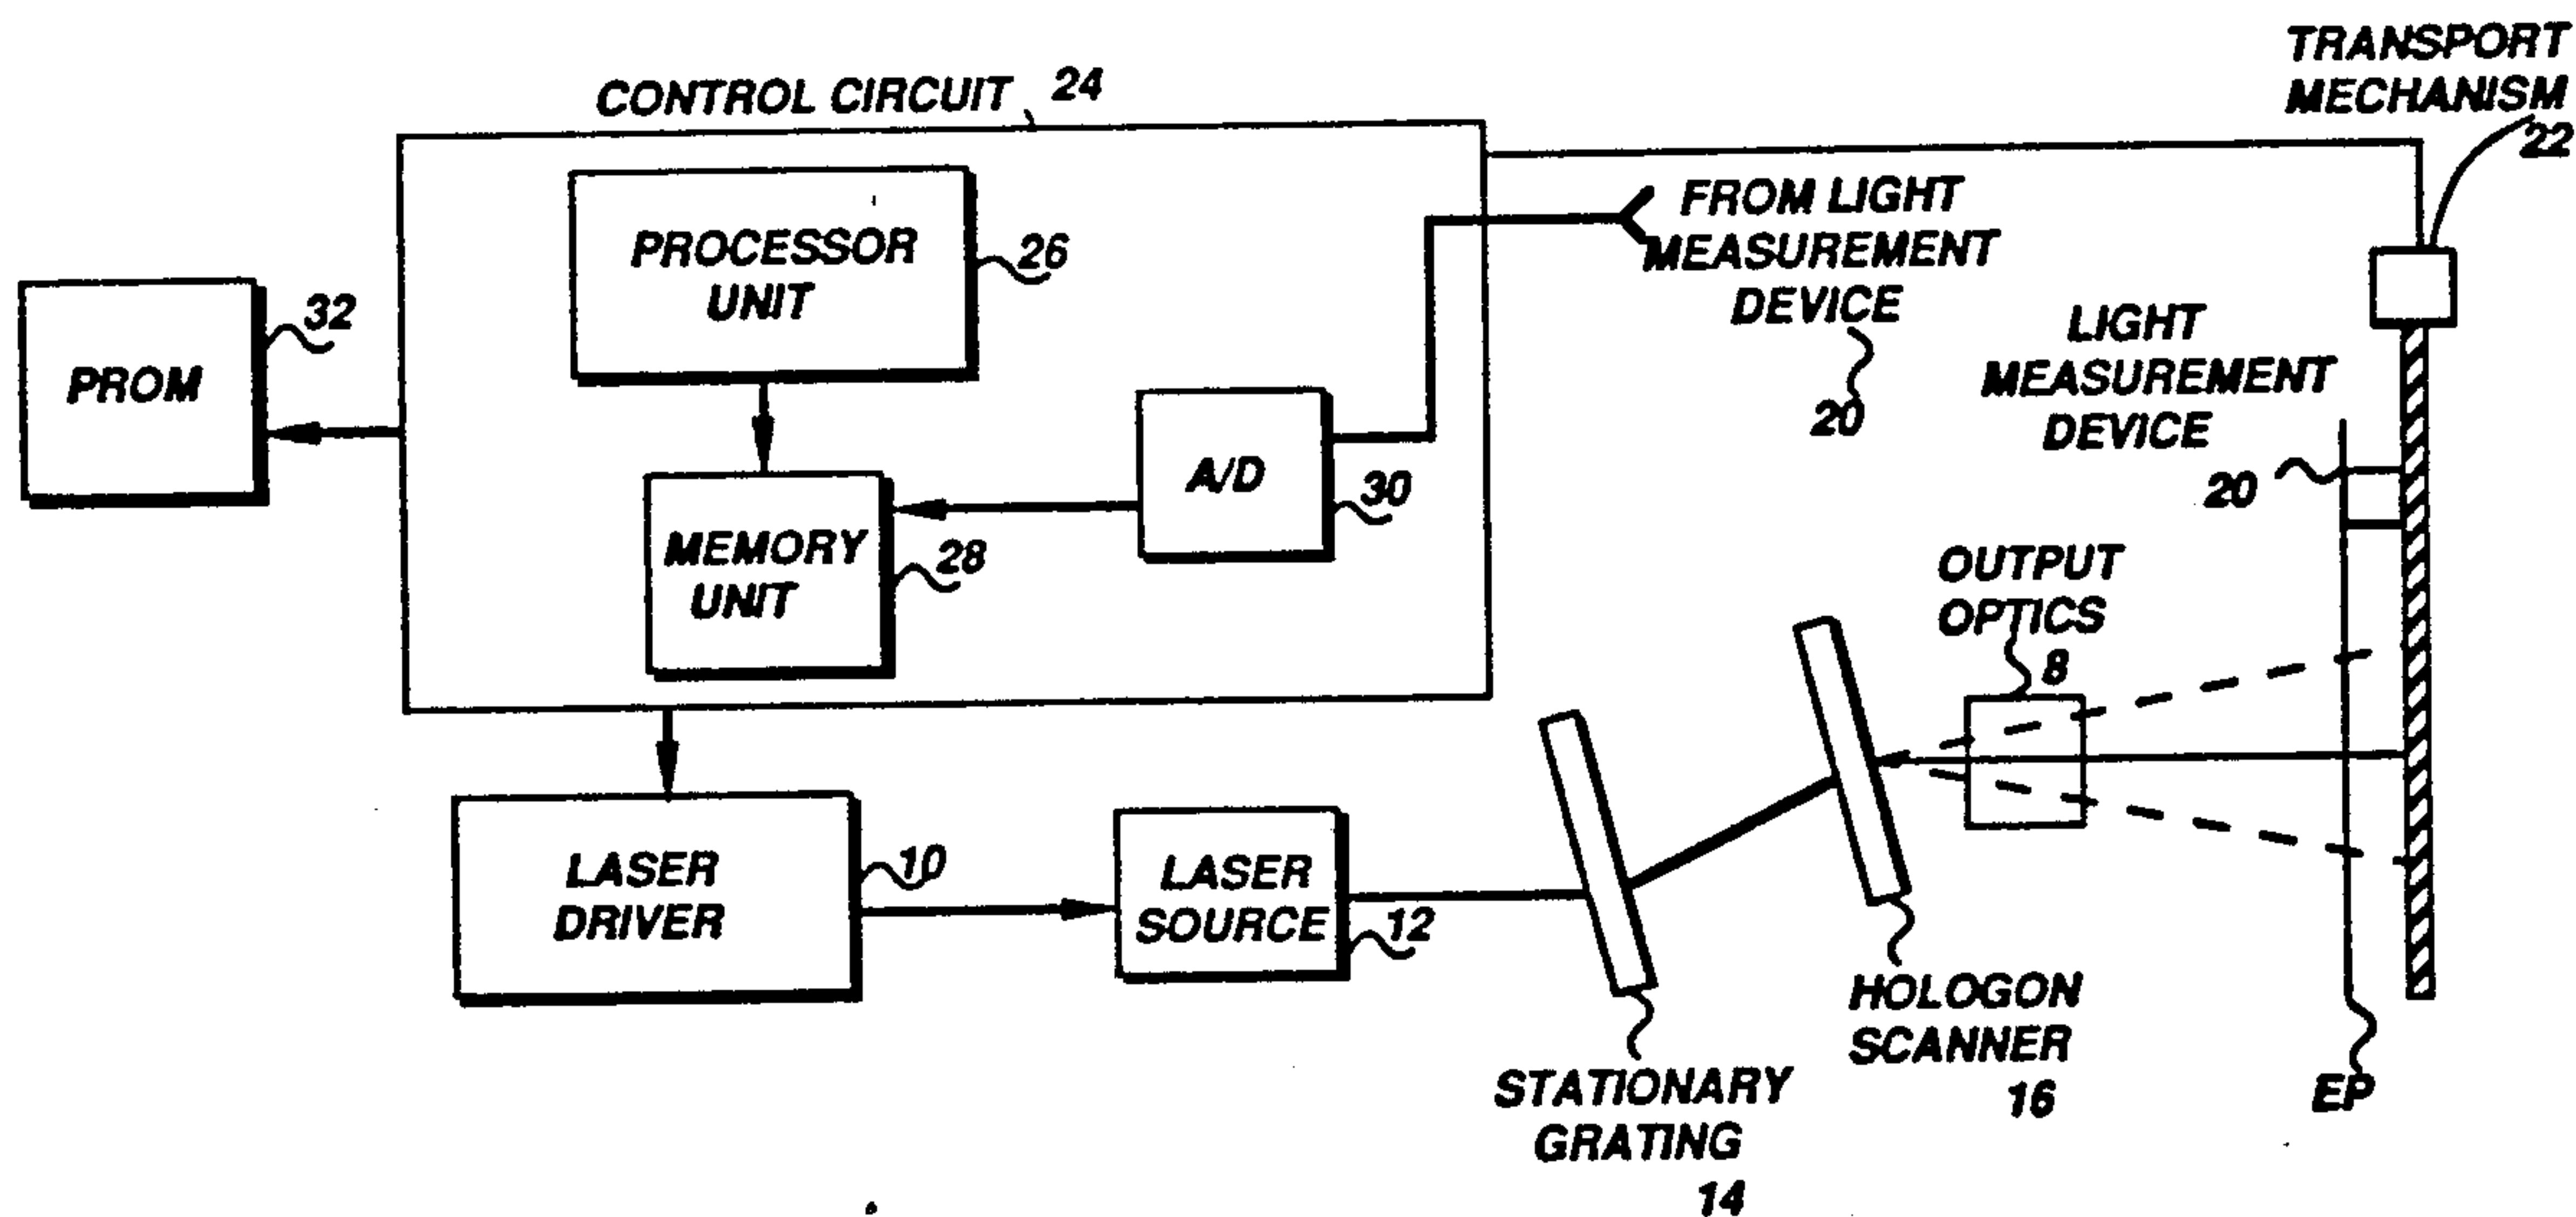 TRANSPORT
MECHANISM
22
CONTROL CIRCUIT 24
PROCESSOR
UNIT
26
FROM LIGHT
MEASUREMENT
DEVICE
20
PROM
32
LIGHT
MEASUREMENT
DEVICE
20
A/D
30
MEMORY
UNIT
28
OUTPUT
OPTICS
8
LASER
DRIVER
10
LASER
SOURCE
12
HOLOGON
SCANNER
16
STATIONARY
GRATING
14
EP